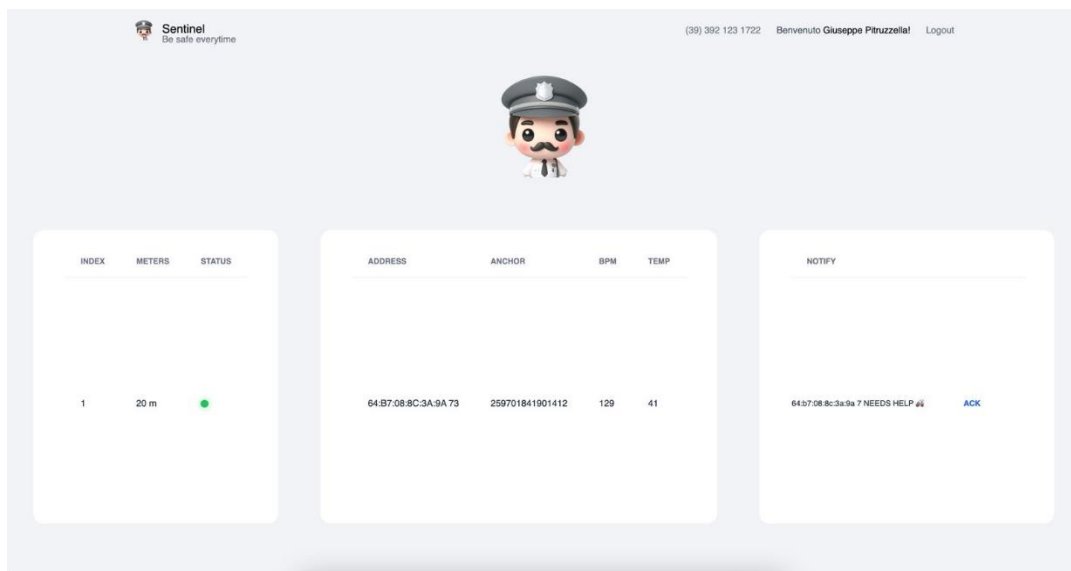 Sentinel
Be safe everytime
(39) 392 123 1722 Benvenuto Giuseppe Pitruzzella! Logout
INDEX METERS STATUS
1 20 m
ADDRESS ANCHOR BPM TEMP
64:B7:08:8C:3A:9A 73 259701841901412 129 41
NOTIFY
64:b7:08:8c:3a:9a 7 NEEDS HELP 🚑 ACK